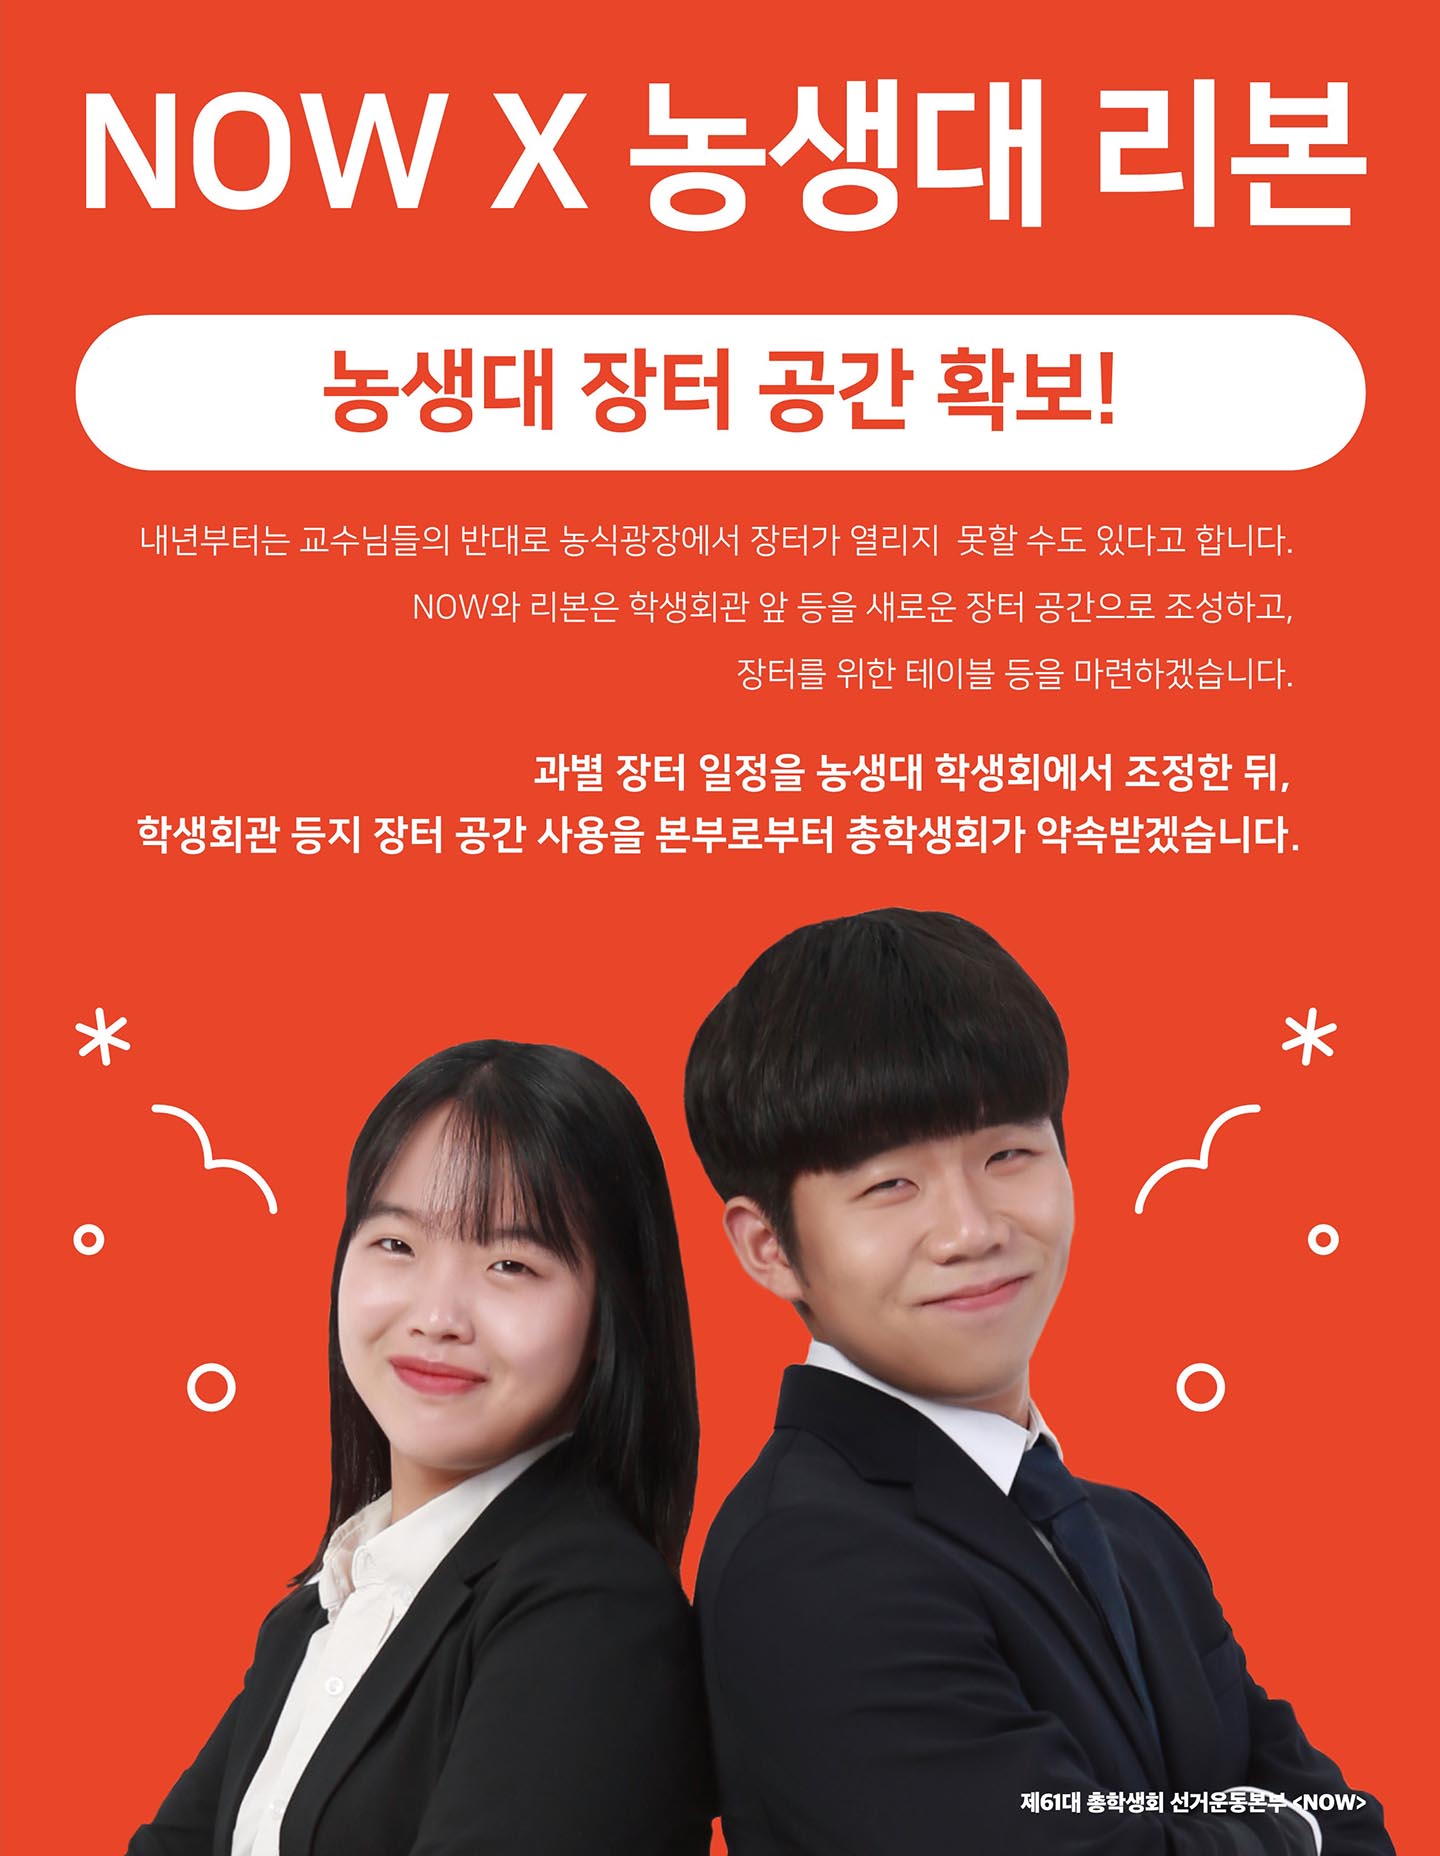 NOW X 농생대 리본
농생대 장터 공간 확보!
내년부터는 교수님들의 반대로 농식광장에서 장터가 열리지 못할 수도 있다고 합니다.
NOW와 리본은 학생회관 앞 등을 새로운 장터 공간으로 조성하고,
장터를 위한 테이블 등을 마련하겠습니다.
과별 장터 일정을 농생대 학생회에서 조정한 뒤,
학생회관 등지 장터 공간 사용을 본부로부터 총학생회가 약속받겠습니다.
제61대 총학생회 선거운동본부 <NOW>